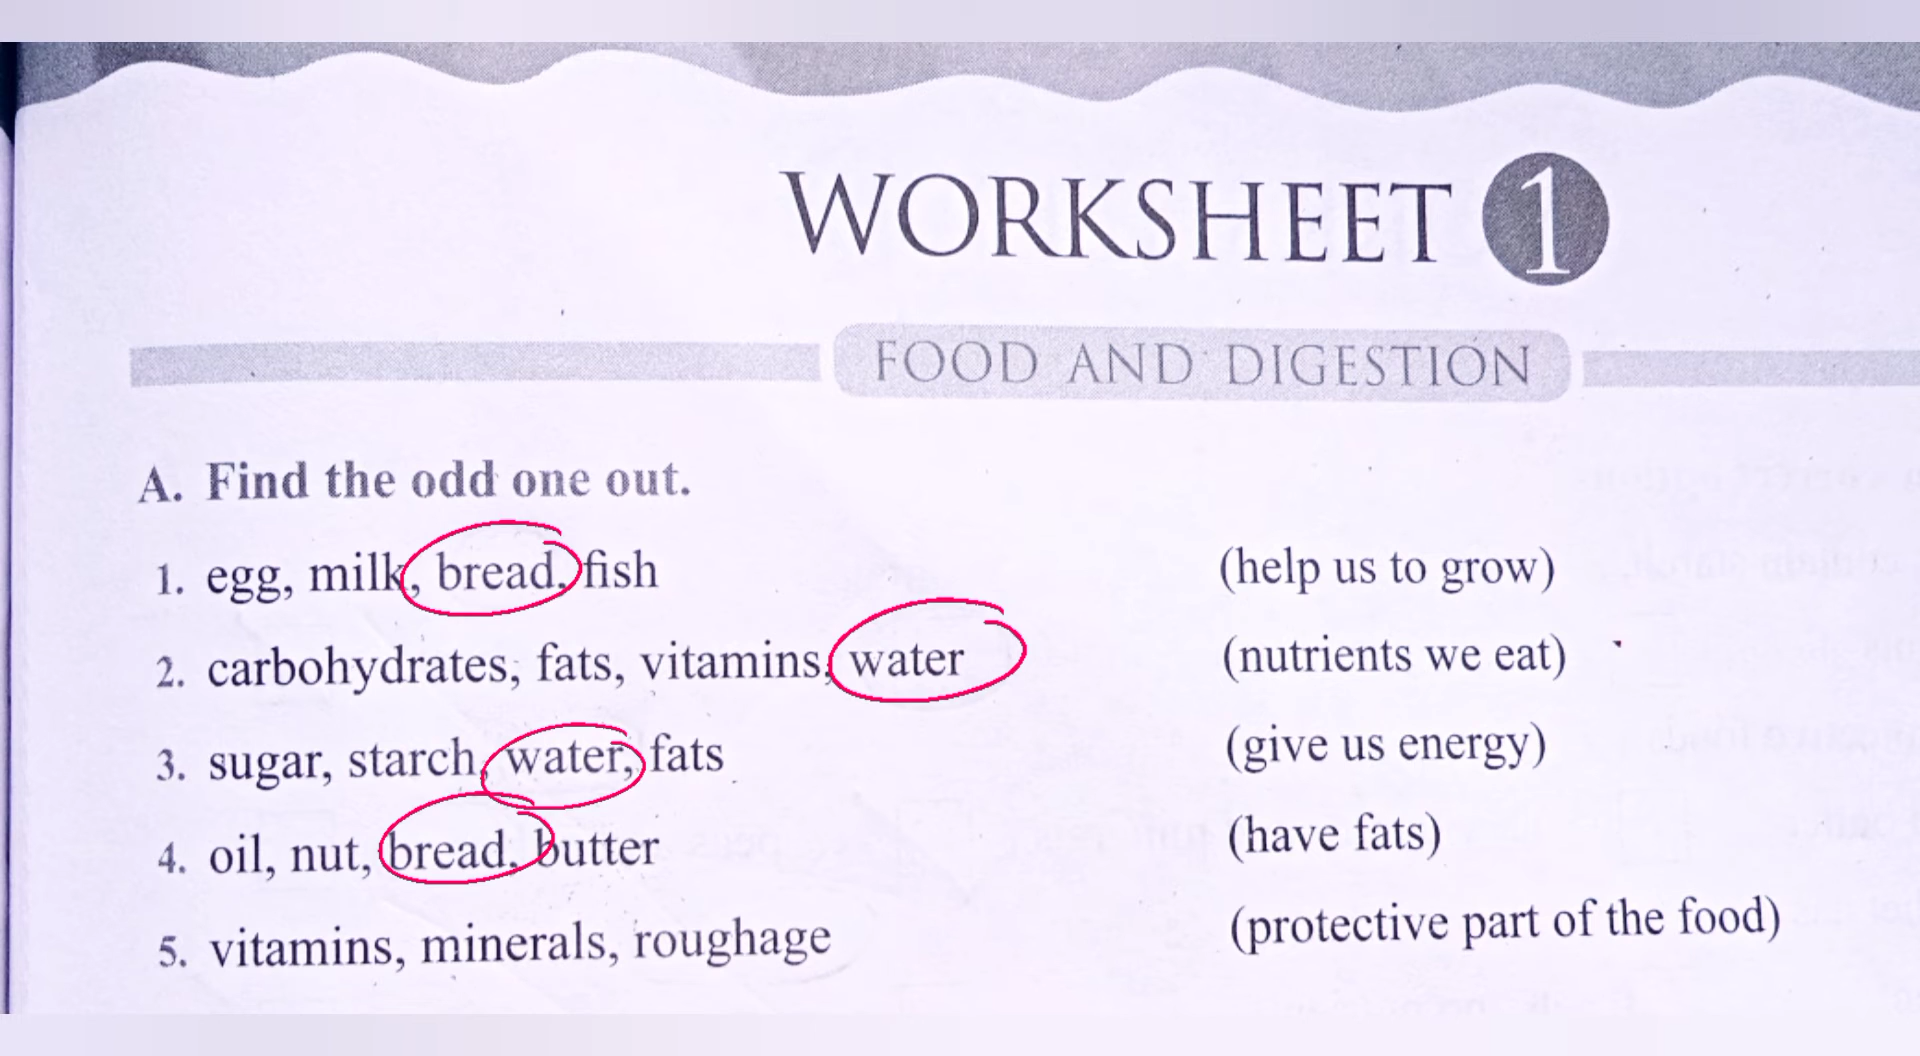 WORKSHEET 1
FOOD AND DIGESTION
A. Find the odd one out.
1. egg, milk, bread, fish (help us to grow)
2. carbohydrates, fats, vitamins, water (nutrients we eat)
3. sugar, starch, water, fats (give us energy)
4. oil, nut, bread, butter (have fats)
5. vitamins, minerals, roughage (protective part of the food)